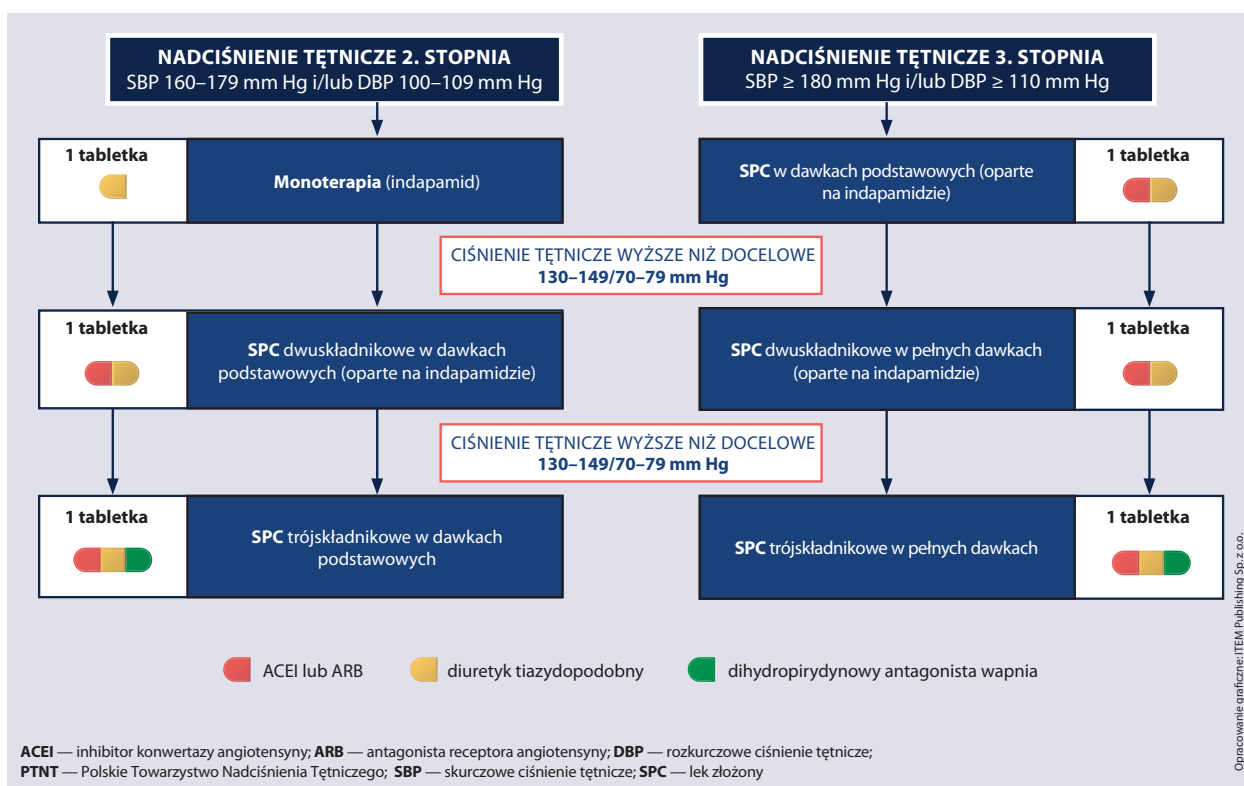 NADCIŚNIENIE TĘTNICZE 2. STOPNIA
SBP 160–179 mm Hg i/lub DBP 100–109 mm Hg
NADCIŚNIENIE TĘTNICZE 3. STOPNIA
SBP ≥ 180 mm Hg i/lub DBP ≥ 110 mm Hg
1 tabletka
Monoterapia (indapamid)
SPC w dawkach podstawowych (oparte
na indapamidzie)
1 tabletka
CIŚNIENIE TĘTNICZE WYŻSZE NIŻ DOCELOWE
130–149/70–79 mm Hg
1 tabletka
SPC dwuskładnikowe w dawkach
podstawowych (oparte na indapamidzie)
SPC dwuskładnikowe w pełnych dawkach
(oparte na indapamidzie)
1 tabletka
CIŚNIENIE TĘTNICZE WYŻSZE NIŻ DOCELOWE
130–149/70–79 mm Hg
1 tabletka
SPC trójskładnikowe w dawkach
podstawowych
SPC trójskładnikowe w pełnych dawkach
1 tabletka
ACEI lub ARB
diuretyk tiazydopodobny
dihydropirydynowy antagonista wapnia
ACEI — inhibitor konwertazy angiotensyny; ARB — antagonista receptora angiotensyny; DBP — rozkurczowe ciśnienie tętnicze;
PTNT — Polskie Towarzystwo Nadciśnienia Tętniczego; SBP — skurczowe ciśnienie tętnicze; SPC — lek złożony
Opracowanie graficzne: ITEM Publishing Sp. z o.o.